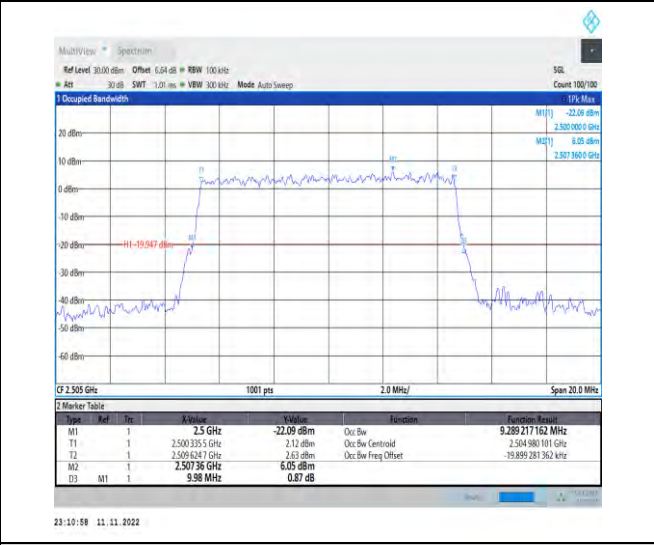 MultiView Spectrum
Ref Level 30.00 dBm Offset 6.64 dB RBW 100 kHz SGL
Att 30 dB SWT 1.01 ms VBW 300 kHz Mode Auto Sweep Count 100/100
1 Occupied Bandwidth 1Pk Max
M1[1] -22.09 dBm
2.500 000 0 GHz
M2[1] 6.05 dBm
2.507 360 0 GHz
20 dBm
10 dBm
0 dBm
-10 dBm
-20 dBm H1 -19.947 dBm
-30 dBm
-40 dBm
-50 dBm
-60 dBm
CF 2.505 GHz 1001 pts 2.0 MHz/ Span 20.0 MHz
2 Marker Table
Type Ref Trc X-Value Y-Value Function Function Result
M1 1 2.5 GHz -22.09 dBm Occ Bw 9.289 217 162 MHz
T1 1 2.500 335 5 GHz 2.12 dBm Occ Bw Centroid 2.504 980 101 GHz
T2 1 2.509 624 7 GHz 2.63 dBm Occ Bw Freq Offset -19.899 281 362 kHz
M2 1 2.507 36 GHz 6.05 dBm
D3 M1 1 9.98 MHz 0.87 dB
23:10:58 11.11.2022